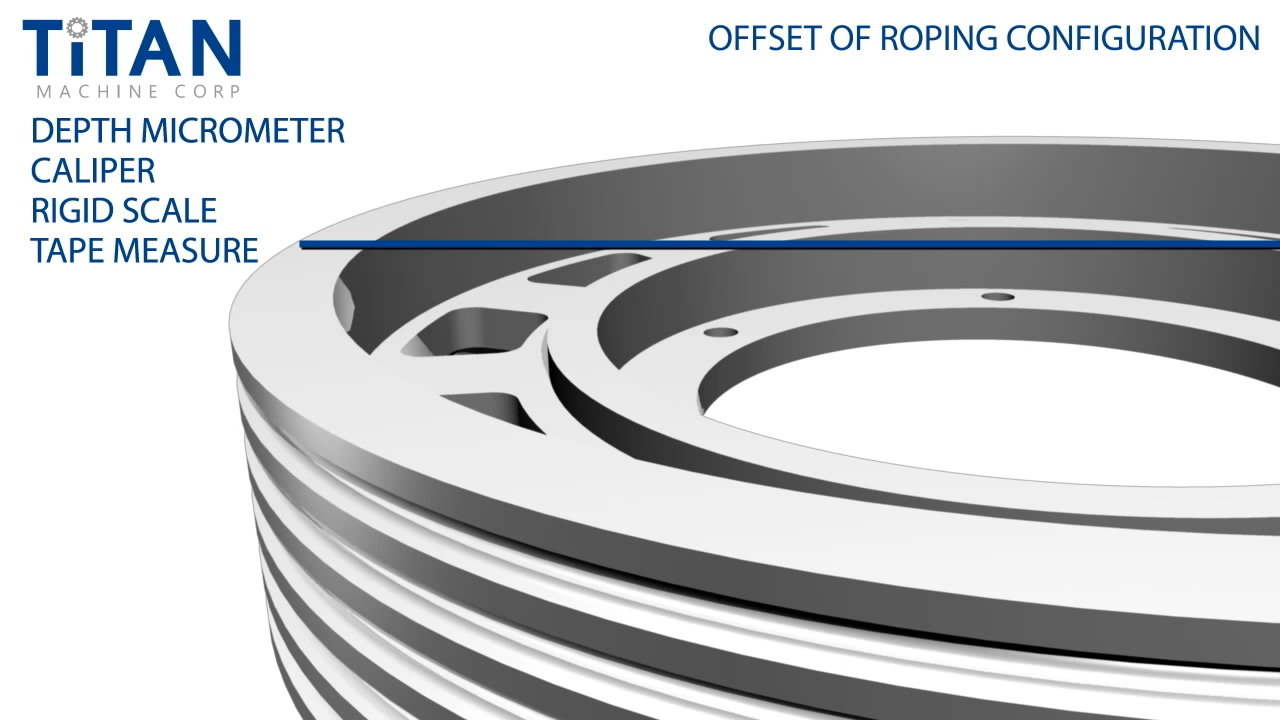 TiTAN
MACHINE CORP
OFFSET OF ROPING CONFIGURATION
DEPTH MICROMETER
CALIPER
RIGID SCALE
TAPE MEASURE